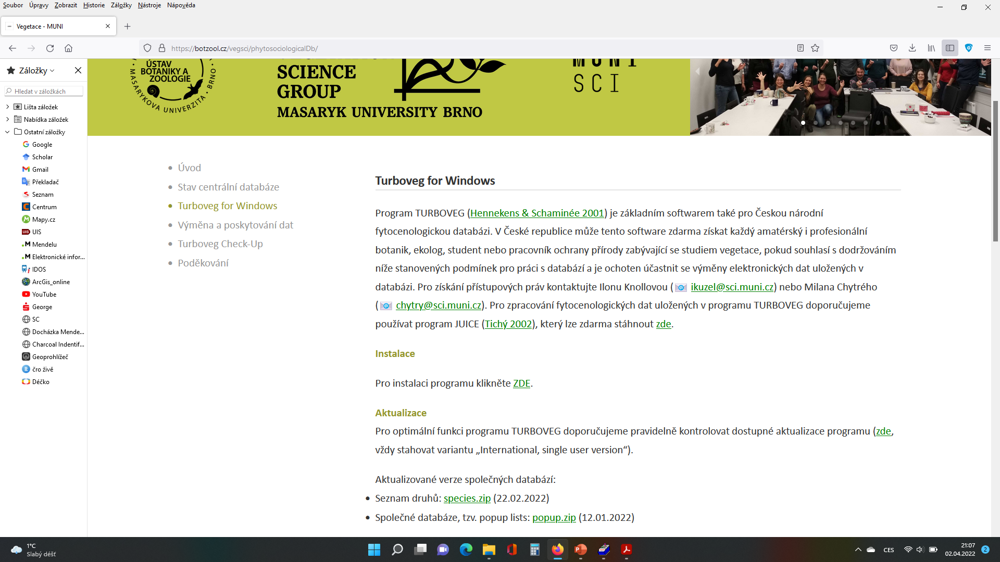 Soubor Úpravy Zobrazit Historie Záložky Nástroje Nápověda
Vegetace - MUNI
https://botzool.cz/vegsci/phytosociologicalDb/
Záložky
Hledat v záložkách
Lišta záložek
Nabídka záložek
Ostatní záložky
Google
Scholar
Gmail
Překladač
Seznam
Centrum
Mapy.cz
UIS
Mendelu
Elektronické infor...
IDOS
ArcGis_online
YouTube
George
SC
Docházka Mende...
Charcoal Indentif...
Geoprohlížeč
čro živě
Déčko
ÚSTAV
BOTANIKY A
ZOOLOGIE
MASARYKOVA UNIVERZITA • BRNO
SCIENCE
GROUP
MASARYK UNIVERSITY BRNO
MUNI
SCI
Úvod
Stav centrální databáze
Turboveg for Windows
Výměna a poskytování dat
Turboveg Check-Up
Poděkování
Turboveg for Windows
Program TURBOVEG (Hennekens & Schaminée 2001) je základním softwarem také pro Českou národní
fytocenologickou databázi. V České republice může tento software zdarma získat každý amatérský i profesionální
botanik, ekolog, student nebo pracovník ochrany přírody zabývající se studiem vegetace, pokud souhlasí s dodržováním
níže stanovených podmínek pro práci s databází a je ochoten účastnit se výměny elektronických dat uložených v
databázi. Pro získání přístupových práv kontaktujte Ilonu Knollovou ( ikuzel@sci.muni.cz) nebo Milana Chytrého
( chytry@sci.muni.cz). Pro zpracování fytocenologických dat uložených v programu TURBOVEG doporučujeme
používat program JUICE (Tichý 2002), který lze zdarma stáhnout zde.
Instalace
Pro instalaci programu klikněte ZDE.
Aktualizace
Pro optimální funkci programu TURBOVEG doporučujeme pravidelně kontrolovat dostupné aktualizace programu (zde,
vždy stahovat variantu „International, single user version“).
Aktualizované verze společných databází:
Seznam druhů: species.zip (22.02.2022)
Společné databáze, tzv. popup lists: popup.zip (12.01.2022)
1°C
Slabý déšť
CES
21:07
02.04.2022
2